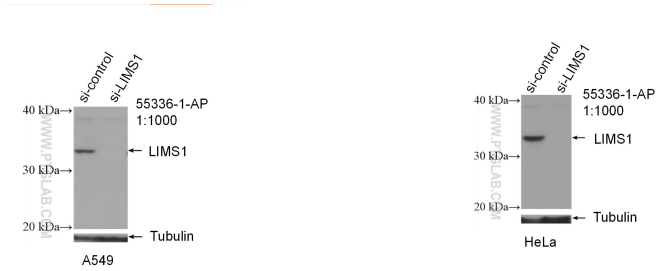 si-control
si-LIMS1
40 kDa→
55336-1-AP
1:1000
← LIMS1
30 kDa→
20 kDa→
← Tubulin
WWW.PTGLAB.COM
A549
si-control
si-LIMS1
40 kDa→
55336-1-AP
1:1000
← LIMS1
30 kDa→
20 kDa→
← Tubulin
WWW.PTGLAB.COM
HeLa